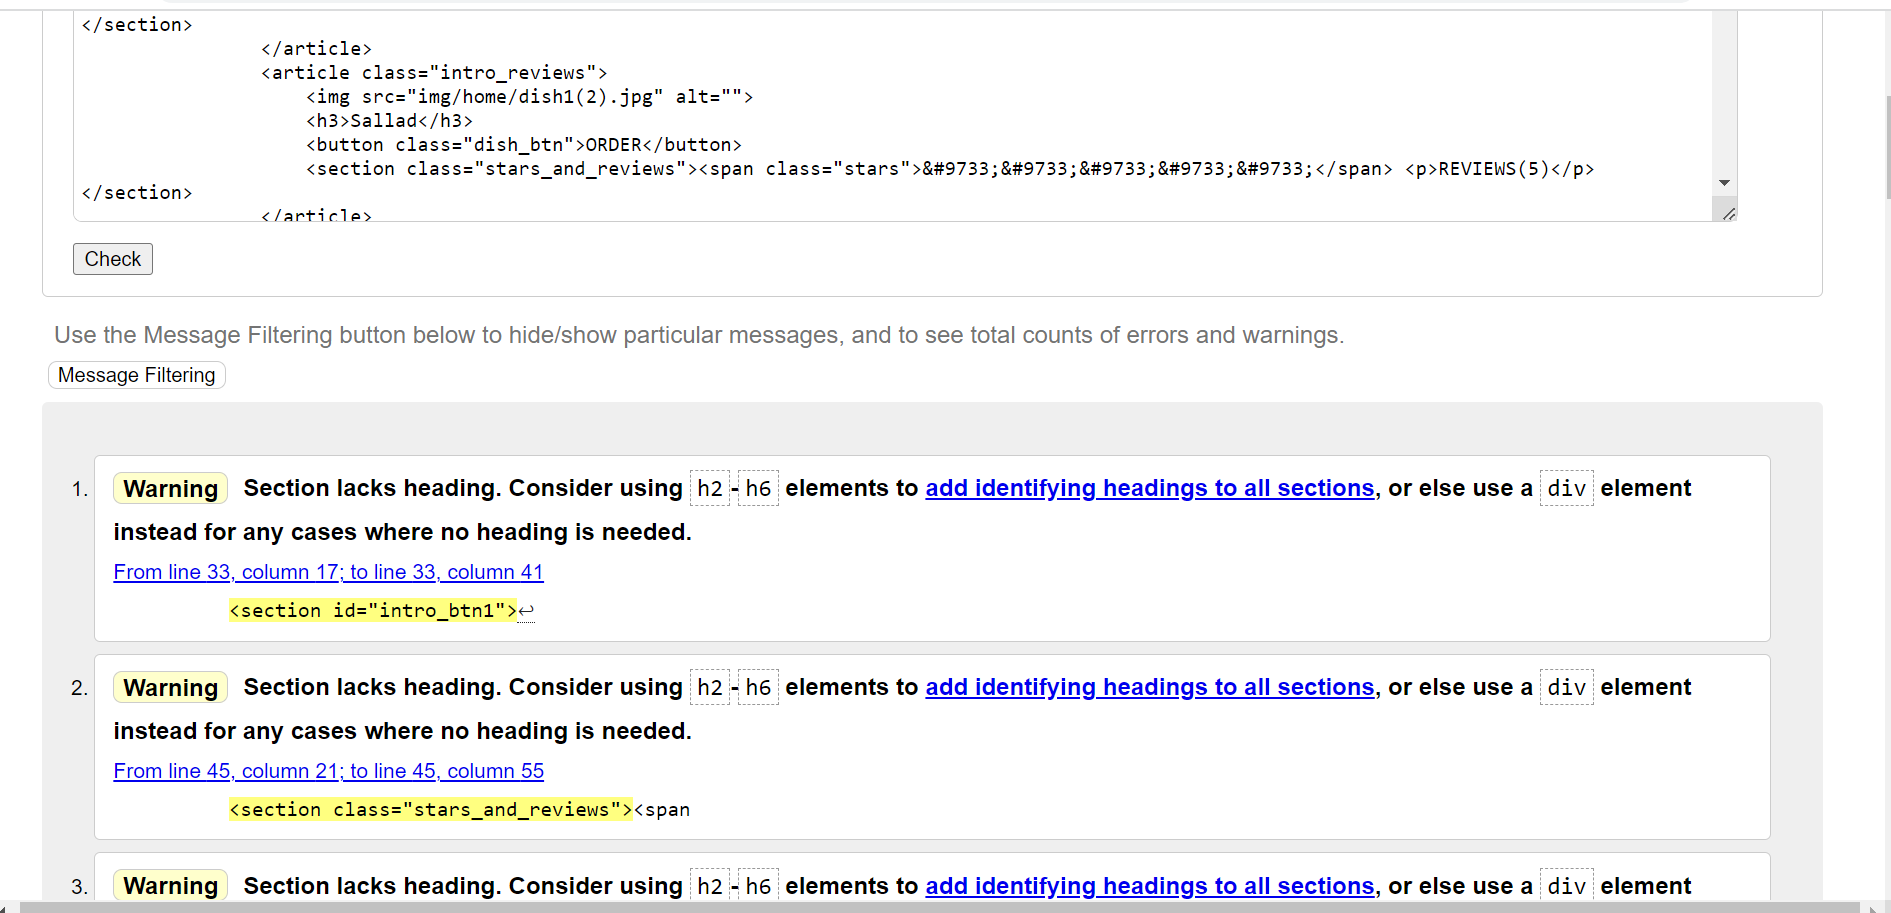 </section>
</article>
<article class="intro_reviews">
<img src="img/home/dish1(2).jpg" alt="">
<h3>Sallad</h3>
<button class="dish_btn">ORDER</button>
<section class="stars_and_reviews"><span class="stars">&#9733;&#9733;&#9733;&#9733;&#9733;</span> <p>REVIEWS(5)</p>
</section>
</article>
Check
Use the Message Filtering button below to hide/show particular messages, and to see total counts of errors and warnings.
Message Filtering
1. Warning Section lacks heading. Consider using h2-h6 elements to add identifying headings to all sections, or else use a div element
instead for any cases where no heading is needed.
From line 33, column 17; to line 33, column 41
<section id="intro_btn1">↩
2. Warning Section lacks heading. Consider using h2-h6 elements to add identifying headings to all sections, or else use a div element
instead for any cases where no heading is needed.
From line 45, column 21; to line 45, column 55
<section class="stars_and_reviews"><span
3. Warning Section lacks heading. Consider using h2-h6 elements to add identifying headings to all sections, or else use a div element